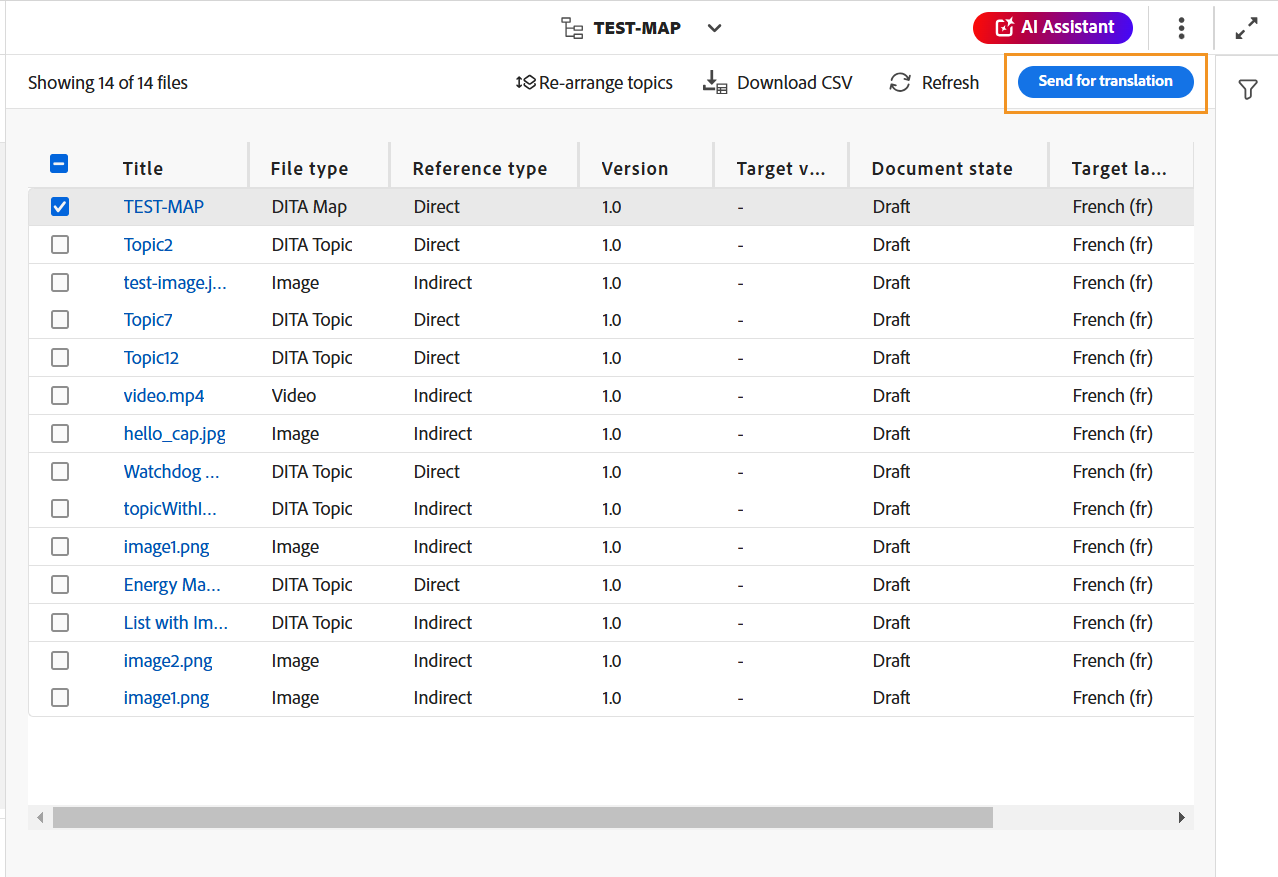 TEST-MAP AI Assistant
Showing 14 of 14 files Re-arrange topics Download CSV Refresh Send for translation
Title File type Reference type Version Target v... Document state Target la...
TEST-MAP DITA Map Direct 1.0 - Draft French (fr)
Topic2 DITA Topic Direct 1.0 - Draft French (fr)
test-image.j... Image Indirect 1.0 - Draft French (fr)
Topic7 DITA Topic Direct 1.0 - Draft French (fr)
Topic12 DITA Topic Direct 1.0 - Draft French (fr)
video.mp4 Video Indirect 1.0 - Draft French (fr)
hello_cap.jpg Image Indirect 1.0 - Draft French (fr)
Watchdog ... DITA Topic Direct 1.0 - Draft French (fr)
topicWithI... DITA Topic Indirect 1.0 - Draft French (fr)
image1.png Image Indirect 1.0 - Draft French (fr)
Energy Ma... DITA Topic Direct 1.0 - Draft French (fr)
List with Im... DITA Topic Indirect 1.0 - Draft French (fr)
image2.png Image Indirect 1.0 - Draft French (fr)
image1.png Image Indirect 1.0 - Draft French (fr)